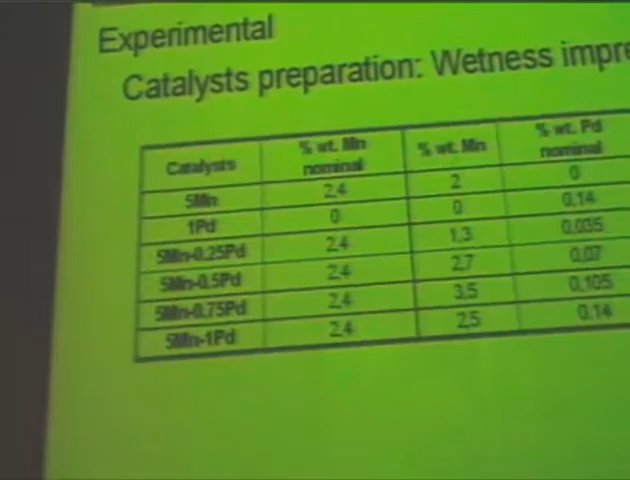 Experimental
Catalysts preparation: Wetness impre
Catalysts % wt. Mn nominal % wt. Mn % wt. Pd nominal
5Mn 2,4 2 0
1Pd 0 0 0,14
5Mn-0.25Pd 2,4 1,3 0,035
5Mn-0.5Pd 2,4 2,7 0,07
5Mn-0.75Pd 2,4 3,5 0,105
5Mn-1Pd 2,4 2,5 0,14